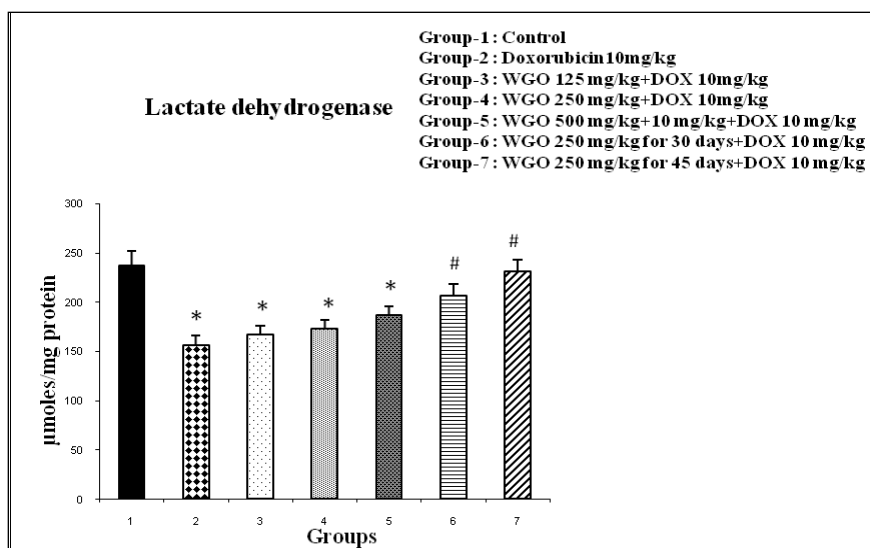 Group-1 : Control
Group-2 : Doxorubicin 10mg/kg
Group-3 : WGO 125 mg/kg+DOX 10mg/kg
Group-4 : WGO 250 mg/kg+DOX 10mg/kg
Group-5 : WGO 500 mg/kg+10 mg/kg+DOX 10 mg/kg
Group-6 : WGO 250 mg/kg for 30 days+DOX 10 mg/kg
Group-7 : WGO 250 mg/kg for 45 days+DOX 10 mg/kg
Lactate dehydrogenase
µmoles/mg protein
300
250
200
150
100
50
0
* * * * # #
1 2 3 4 5 6 7
Groups